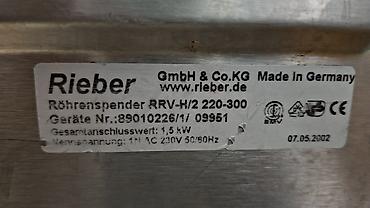 Rieber GmbH & Co.KG Made in Germany
www.rieber.de
Röhrenspender RRV-H/2 220-300
Geräte Nr.:89010226/1/ 09951
Gesamtanschlusswert: 1,5 kW
Nennspannung: 1N AC 230V 50/60Hz
07.05.2002